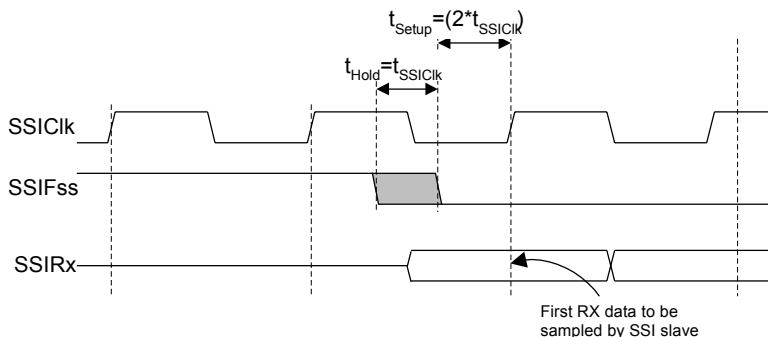 tSetup=(2*tSSIClk)
tHold=tSSIClk
SSIClk
SSIFss
SSIRx
First RX data to be
sampled by SSI slave